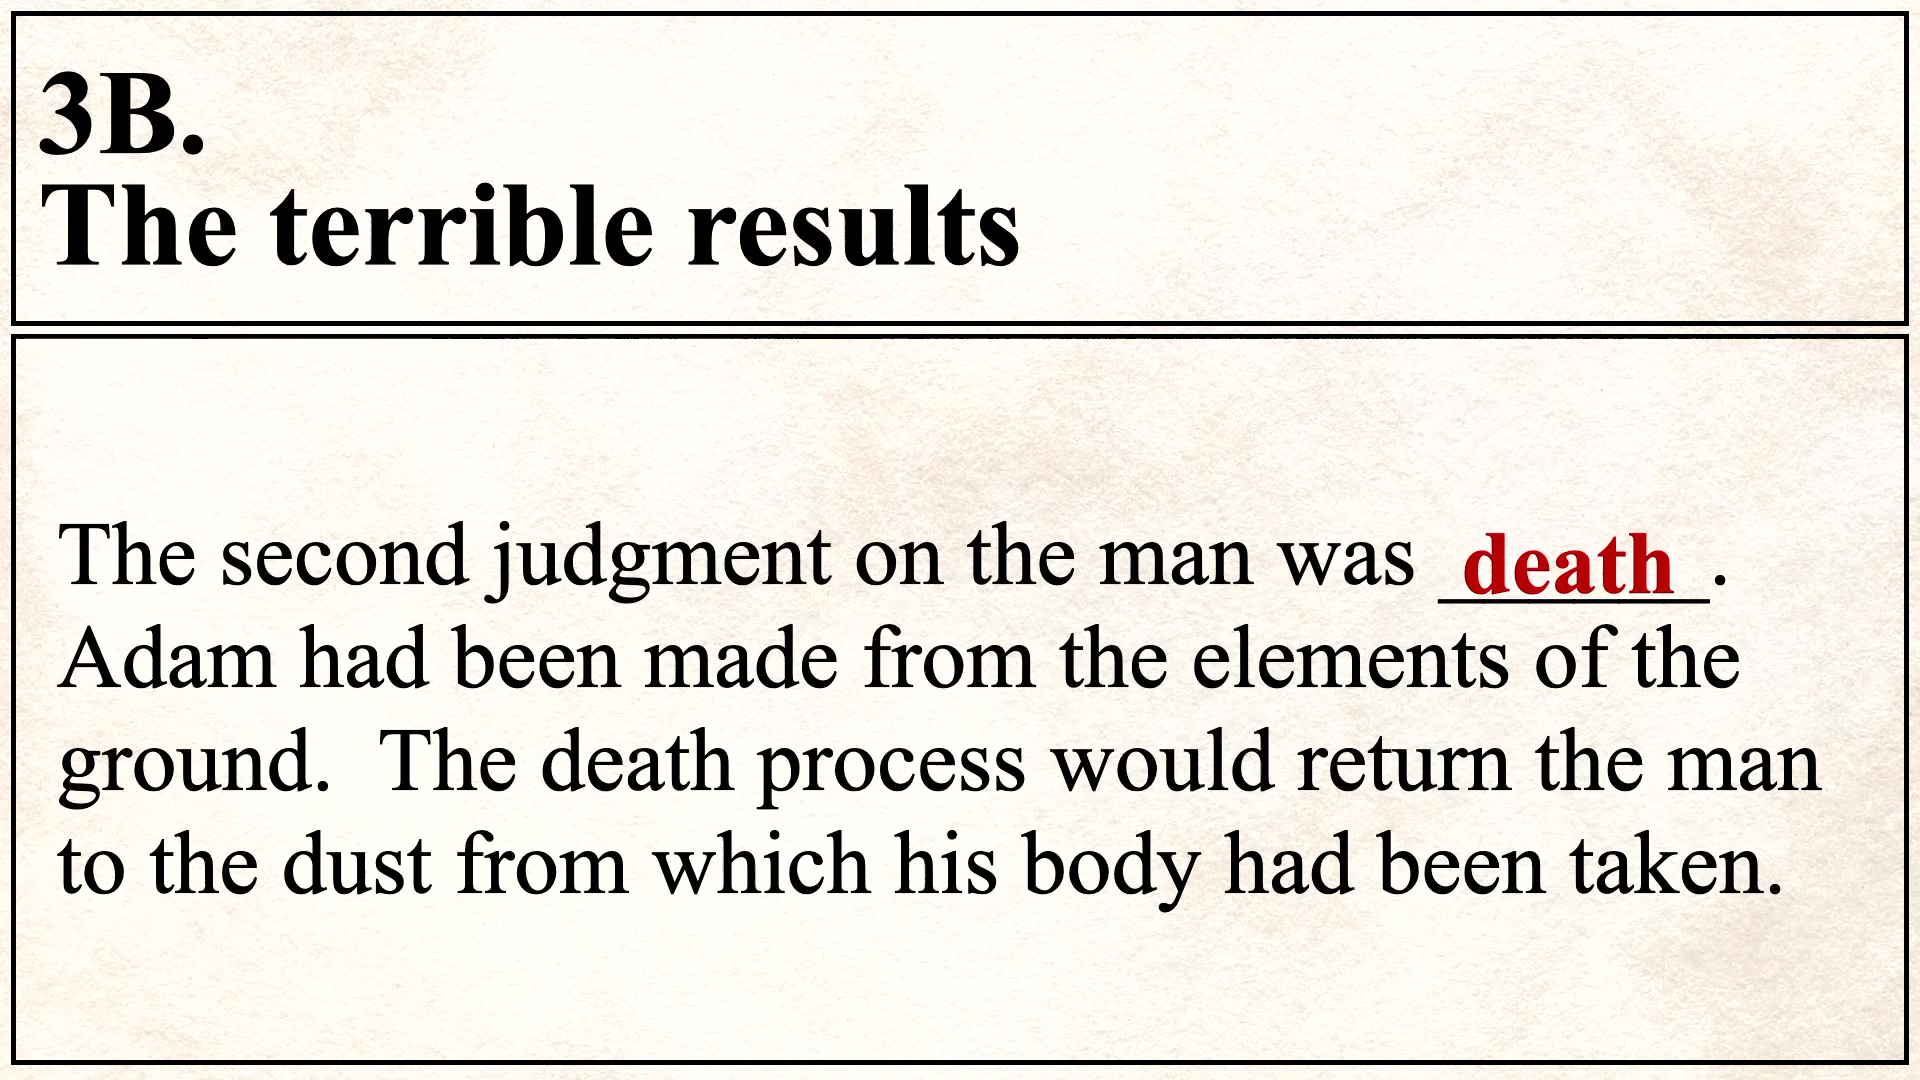 3B.
The terrible results
The second judgment on the man was death.
Adam had been made from the elements of the
ground.  The death process would return the man
to the dust from which his body had been taken.